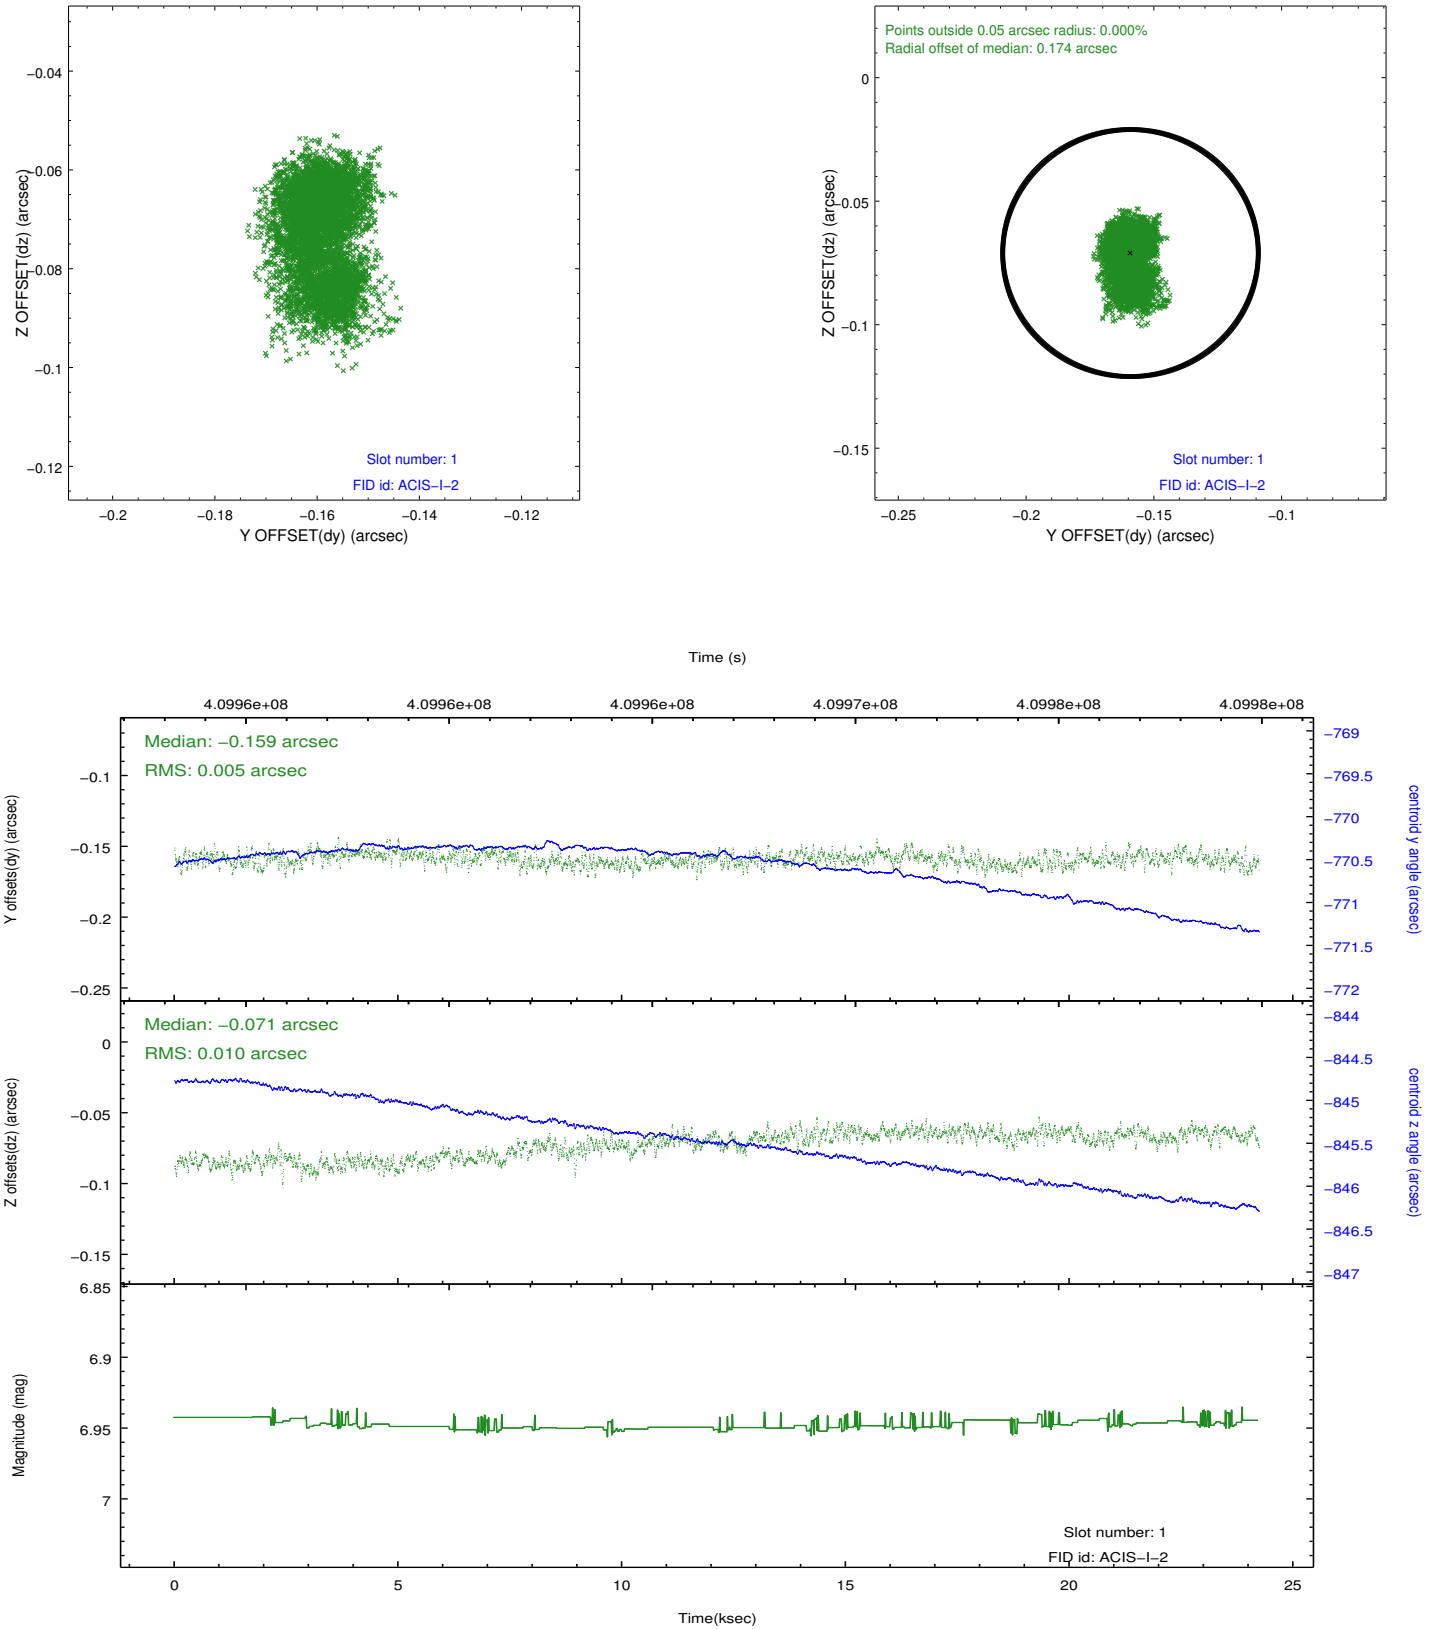 −0.04
−0.06
−0.08
−0.1
−0.12
Z OFFSET(dz) (arcsec)
Slot number: 1
FID id: ACIS−I−2
−0.2 −0.18 −0.16 −0.14 −0.12
Y OFFSET(dy) (arcsec)
Points outside 0.05 arcsec radius: 0.000%
Radial offset of median: 0.174 arcsec
0
−0.05
−0.1
−0.15
Z OFFSET(dz) (arcsec)
Slot number: 1
FID id: ACIS−I−2
−0.25 −0.2 −0.15 −0.1
Y OFFSET(dy) (arcsec)
Time (s)
4.0996e+08 4.0996e+08 4.0996e+08 4.0997e+08 4.0998e+08 4.0998e+08
Median: −0.159 arcsec
RMS: 0.005 arcsec
−0.1
−0.15
−0.2
−0.25
Y offsets(dy) (arcsec)
−769
−769.5
−770
−770.5
−771
−771.5
−772
centroid y angle (arcsec)
Median: −0.071 arcsec
RMS: 0.010 arcsec
0
−0.05
−0.1
−0.15
Z offsets(dz) (arcsec)
−844
−844.5
−845
−845.5
−846
−846.5
−847
centroid z angle (arcsec)
6.85
6.9
6.95
7
Magnitude (mag)
Slot number: 1
FID id: ACIS−I−2
0 5 10 15 20 25
Time(ksec)